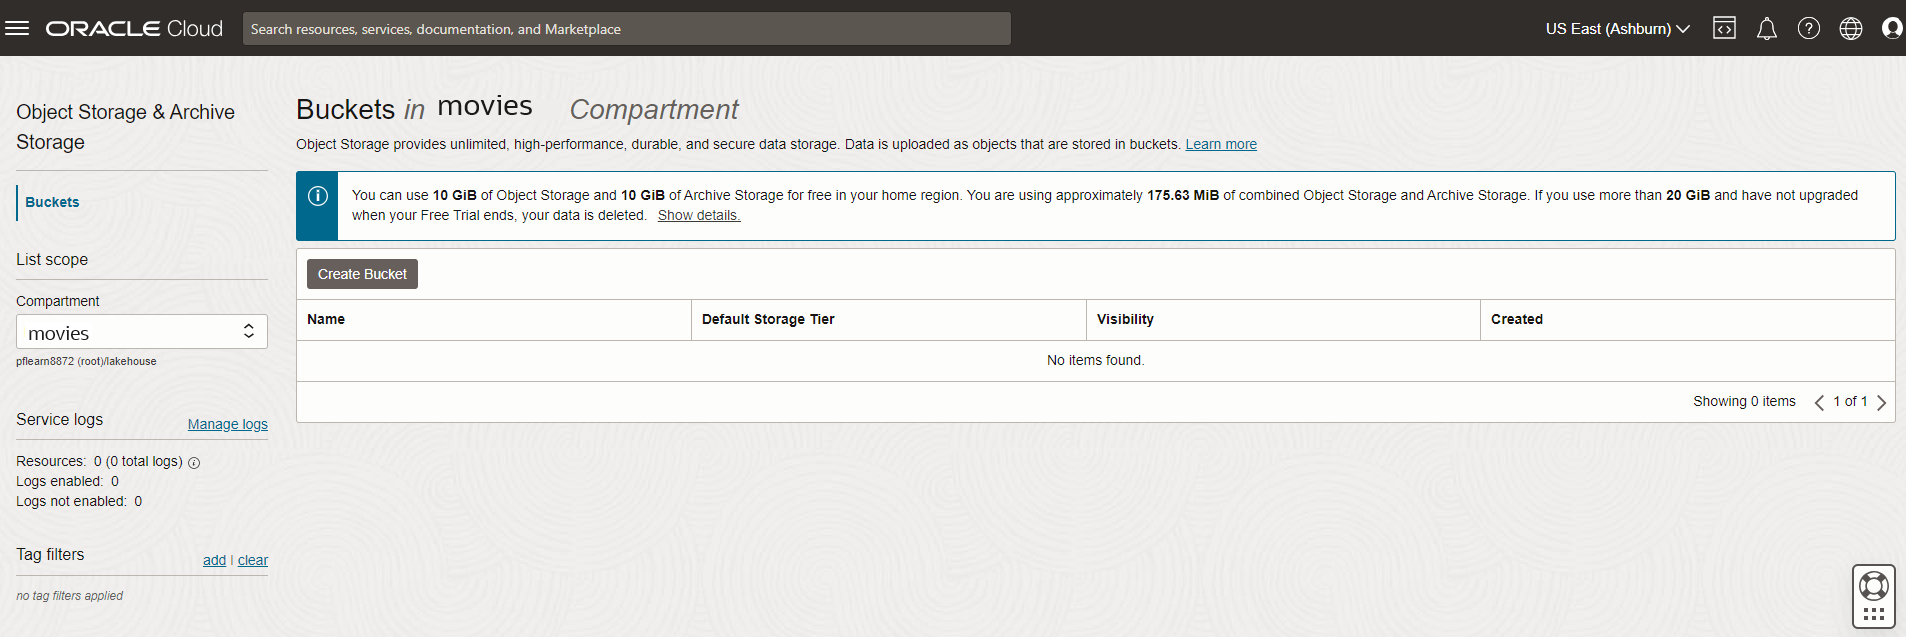 ORACLE Cloud
Search resources, services, documentation, and Marketplace
US East (Ashburn)
Object Storage & Archive
Storage
Buckets
List scope
Compartment
movies
pflearn8872 (root)/lakehouse
Service logs
Manage logs
Resources: 0 (0 total logs)
Logs enabled: 0
Logs not enabled: 0
Tag filters
add | clear
no tag filters applied
Buckets in movies Compartment
Object Storage provides unlimited, high-performance, durable, and secure data storage. Data is uploaded as objects that are stored in buckets. Learn more
You can use 10 GiB of Object Storage and 10 GiB of Archive Storage for free in your home region. You are using approximately 175.63 MiB of combined Object Storage and Archive Storage. If you use more than 20 GiB and have not upgraded
when your Free Trial ends, your data is deleted. Show details.
Create Bucket
Name Default Storage Tier Visibility Created
No items found.
Showing 0 items 1 of 1